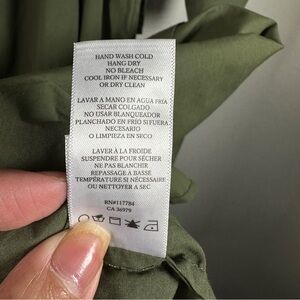 HAND WASH COLD
HANG DRY
NO BLEACH
COOL IRON IF NECESSARY
OR DRY CLEAN
LAVAR A MANO EN AGUA FRÍA
SECAR COLGADO
NO USAR BLANQUEADOR
PLANCHADO EN FRÍO SI FUERA
NECESARIO
O LIMPIEZA EN SECO
LAVER À LA FROIDE
SUSPENDRE POUR SÉCHER
NE PAS BLANCHIR
REPASSAGE A BASSE
TEMPÉRATURE SI NÉCESSAIRE
OU NETTOYER A SEC
RN#117784
CA 36979